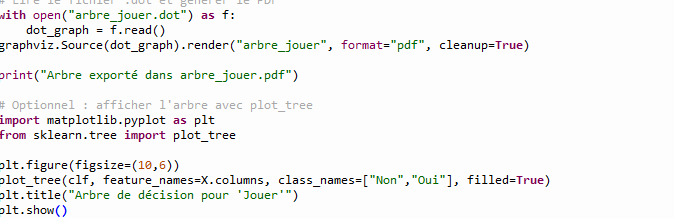 # Lire le fichier .dot et générer le PDF
with open("arbre_jouer.dot") as f:
    dot_graph = f.read()
graphviz.Source(dot_graph).render("arbre_jouer", format="pdf", cleanup=True)
print("Arbre exporté dans arbre_jouer.pdf")
# Optionnel : afficher l'arbre avec plot_tree
import matplotlib.pyplot as plt
from sklearn.tree import plot_tree
plt.figure(figsize=(10,6))
plot_tree(clf, feature_names=X.columns, class_names=["Non","Oui"], filled=True)
plt.title("Arbre de décision pour 'Jouer'")
plt.show()